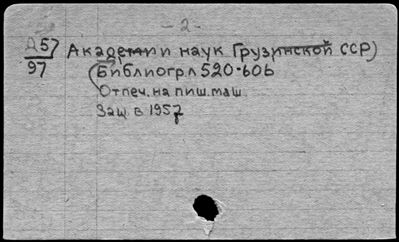 - 2 -
Д57
97
Академии наук Грузинской ССР)
(Библиогр. 520-606
Отпеч. на пиш. маш.
Защ. в 1957